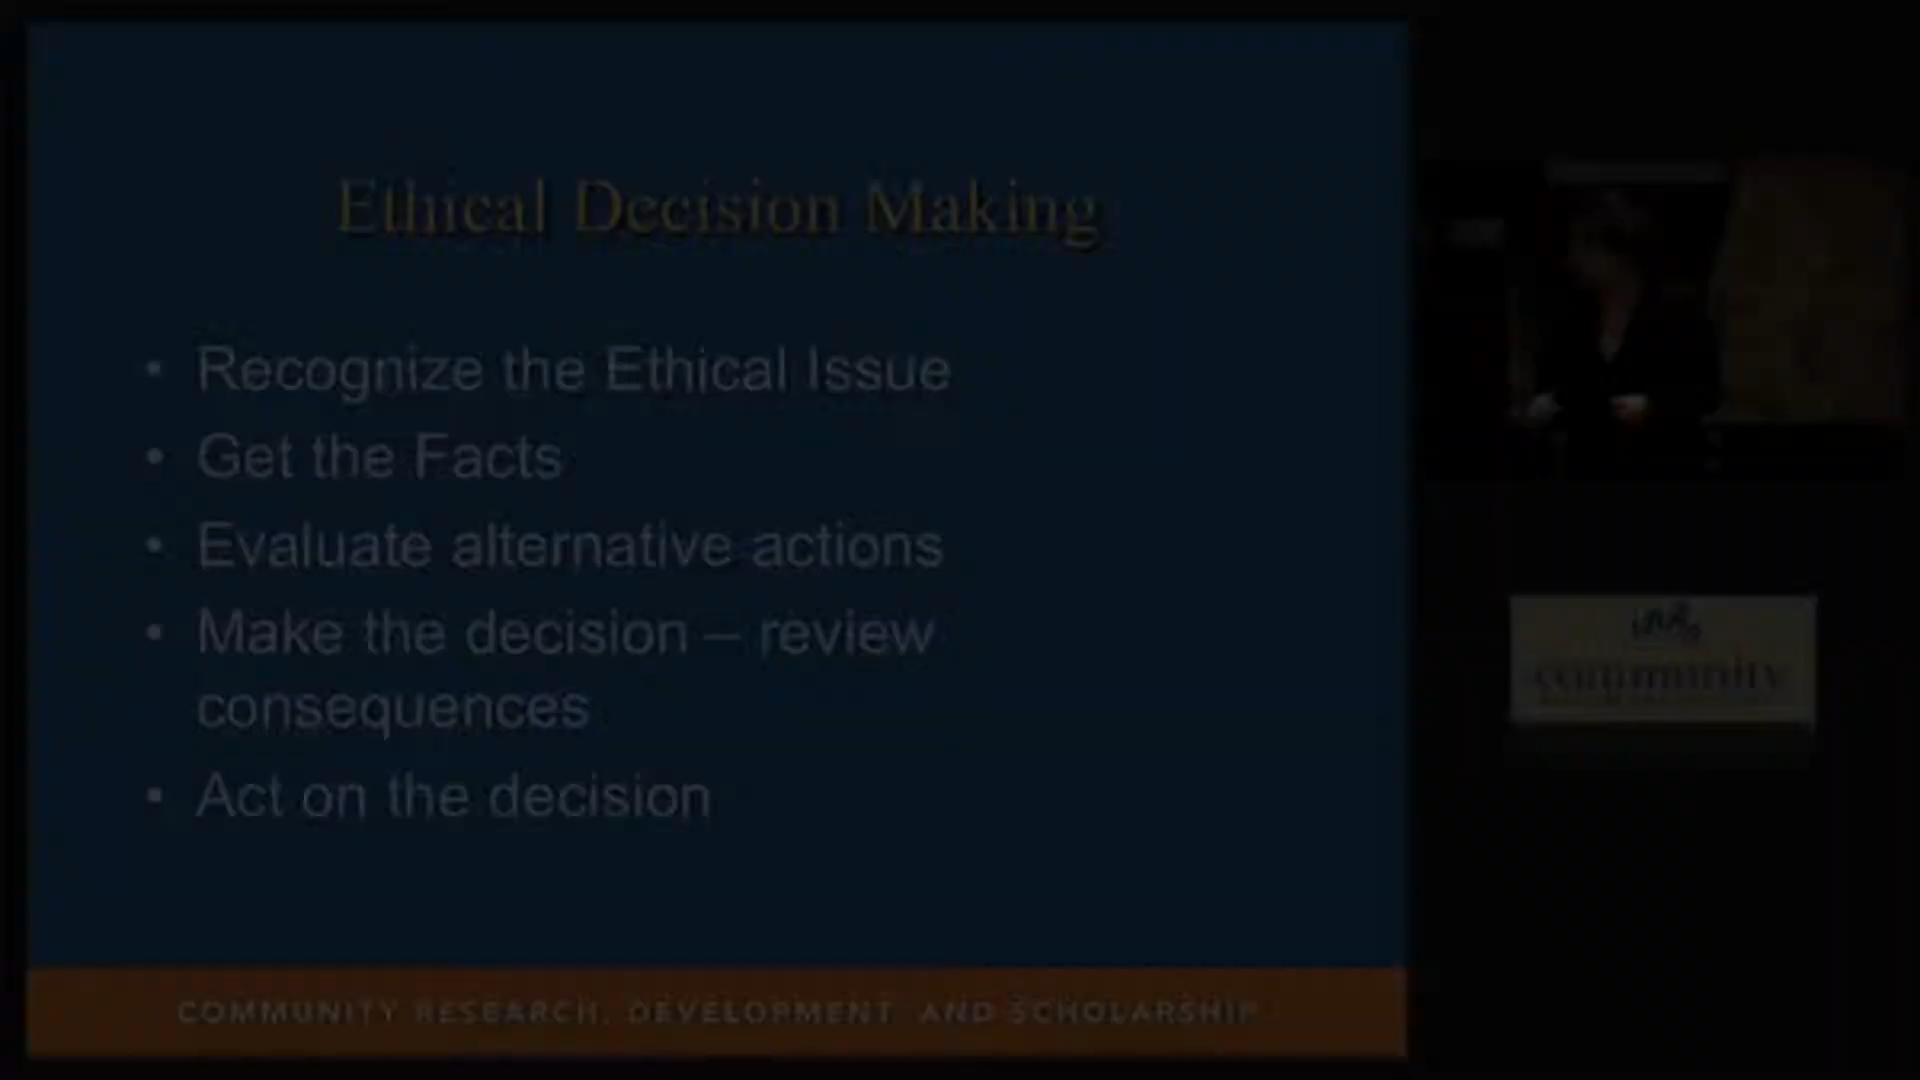 Ethical Decision Making
• Recognize the Ethical Issue
• Get the Facts
• Evaluate alternative actions
• Make the decision – review
consequences
• Act on the decision
COMMUNITY RESEARCH, DEVELOPMENT, AND SCHOLARSHIP
community